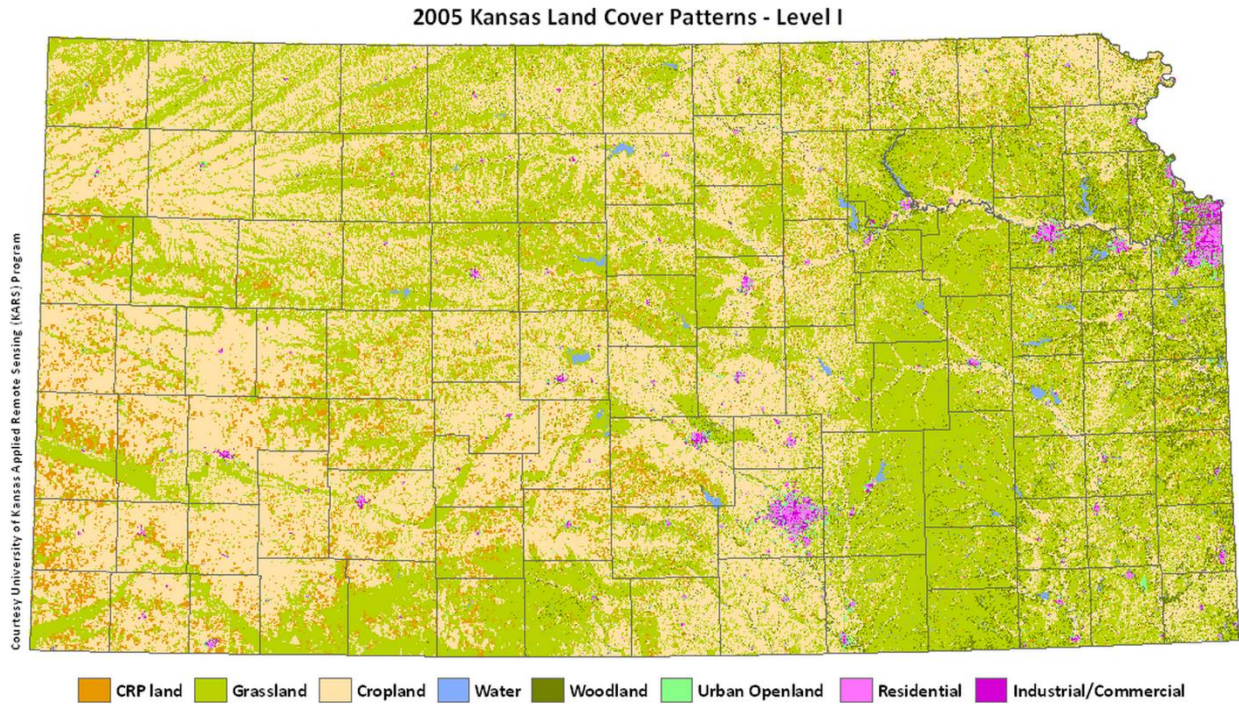 2005 Kansas Land Cover Patterns - Level I
Courtesy University of Kansas Applied Remote Sensing (KARS) Program
CRP land
Grassland
Cropland
Water
Woodland
Urban Openland
Residential
Industrial/Commercial